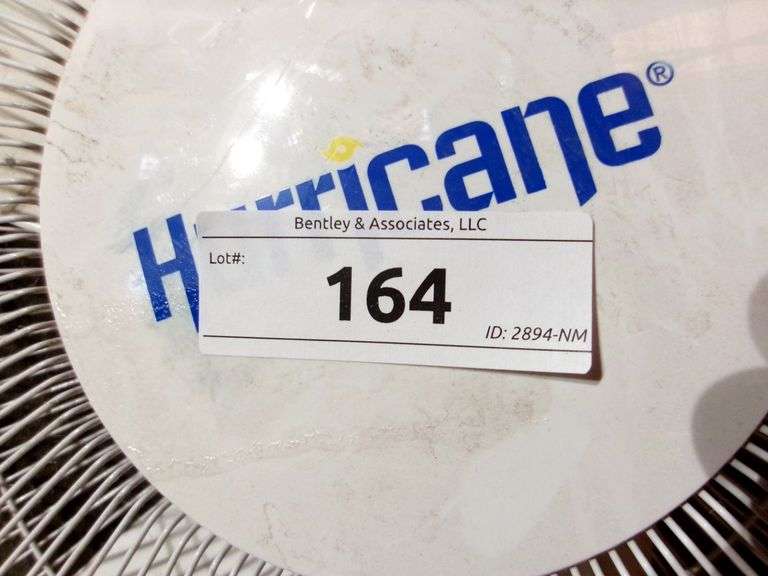 Hurricane®
Bentley & Associates, LLC
Lot#:
164
ID: 2894-NM